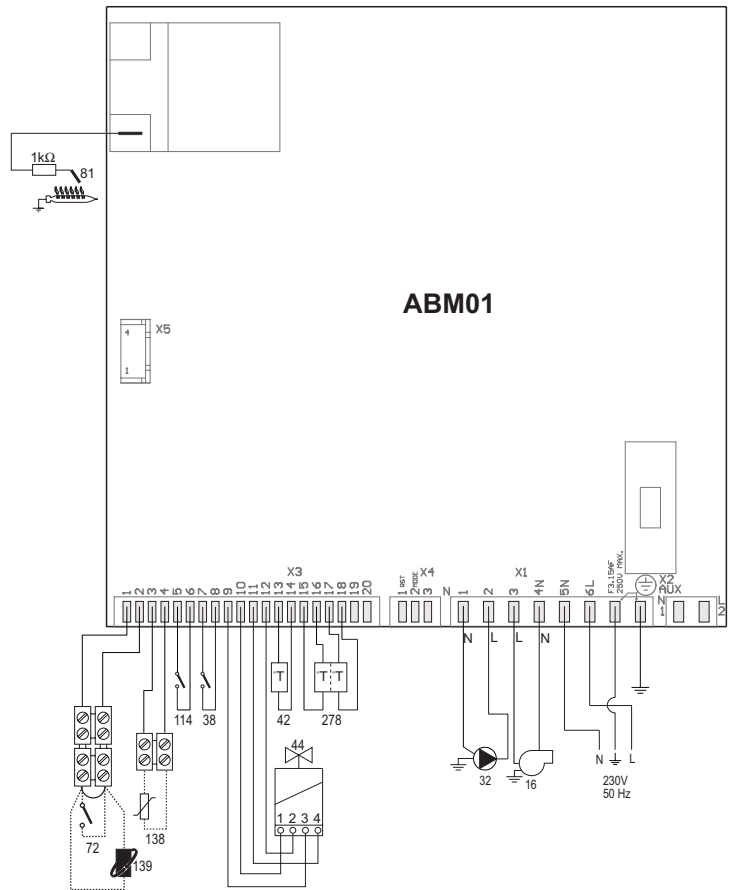 1kΩ
81
ABM01
X5
4
1
X3
1 2 3 4 5 6 7 8 9 10 11 12 13 14 15 16 17 18 19 20
X4
1 RST
2 MODE
3
X1
N 1 2 3 4N 5N 6L
F3.15AF
250V MAX.
X2
AUX
N L
1 2
N L L N
114 38 42 278
44
1 2 3 4
32 16
N L
230V
50 Hz
72 138
139